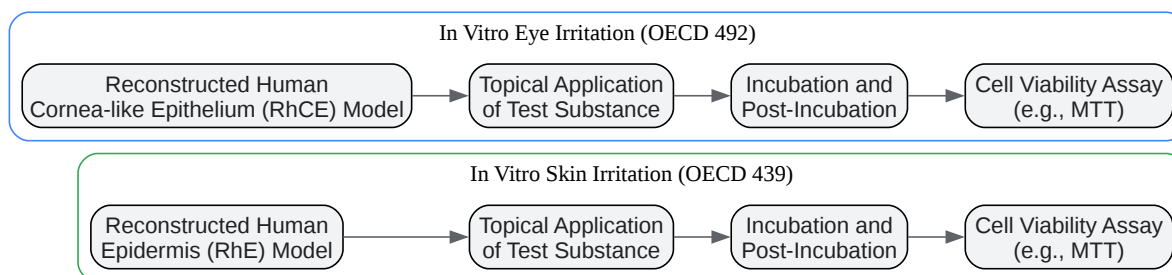 In Vitro Eye Irritation (OECD 492)
Reconstructed Human
Cornea-like Epithelium (RhCE) Model
Topical Application
of Test Substance
Incubation and
Post-Incubation
Cell Viability Assay
(e.g., MTT)
In Vitro Skin Irritation (OECD 439)
Reconstructed Human
Epidermis (RhE) Model
Topical Application
of Test Substance
Incubation and
Post-Incubation
Cell Viability Assay
(e.g., MTT)